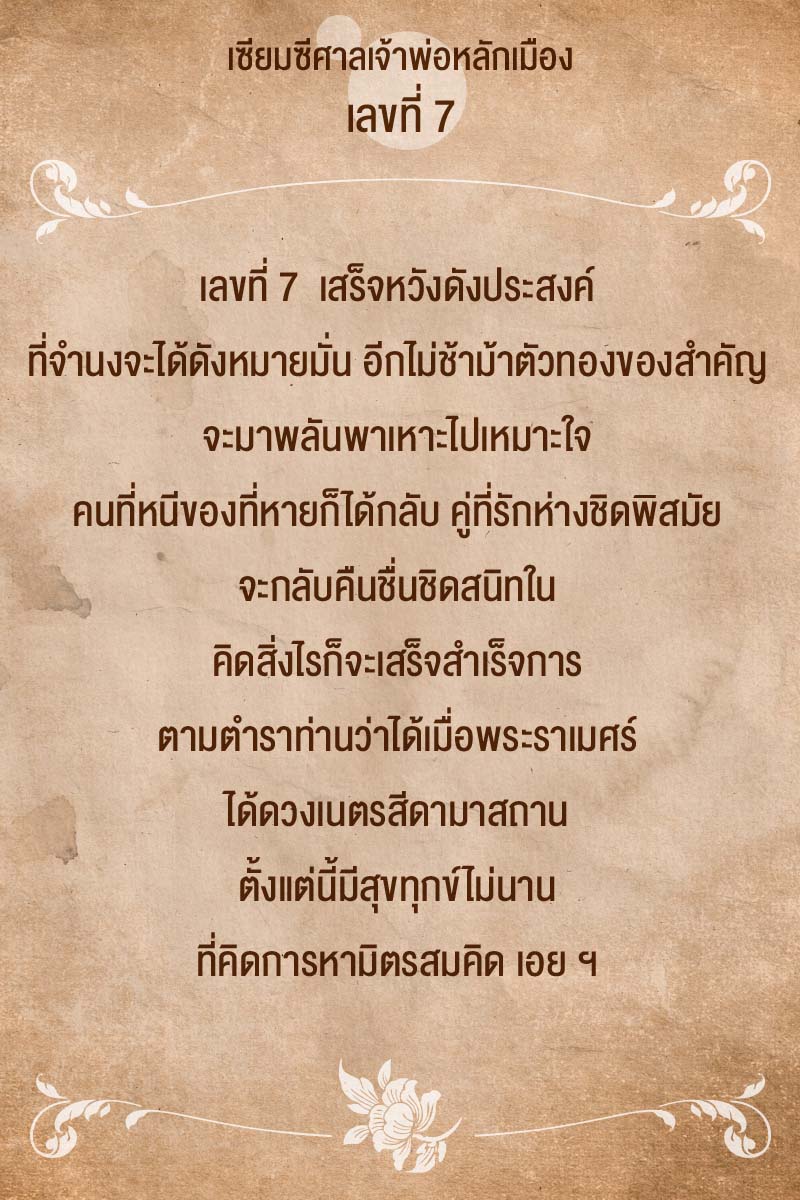 เซียมซีศาลเจ้าพ่อหลักเมือง
เลขที่ 7
เลขที่ 7 เสร็จหวังดังประสงค์
ที่จำนงจะได้ดังหมายมั่น อีกไม่ช้าม้าตัวทองของสำคัญ
จะมาพลันพาเหาะไปเหมาะใจ
คนที่หนีของที่หายก็ได้กลับ คู่ที่รักห่างชิดพิสมัย
จะกลับคืนชื่นชิดสนิทใน
คิดสิ่งไรก็จะเสร็จสำเร็จการ
ตามตำราท่านว่าได้เมื่อพระราเมศร์
ได้ดวงเนตรสีดามาสถาน
ตั้งแต่นี้มีสุขทุกข์ไม่นาน
ที่คิดการหามิตรสมคิด เอย ฯ